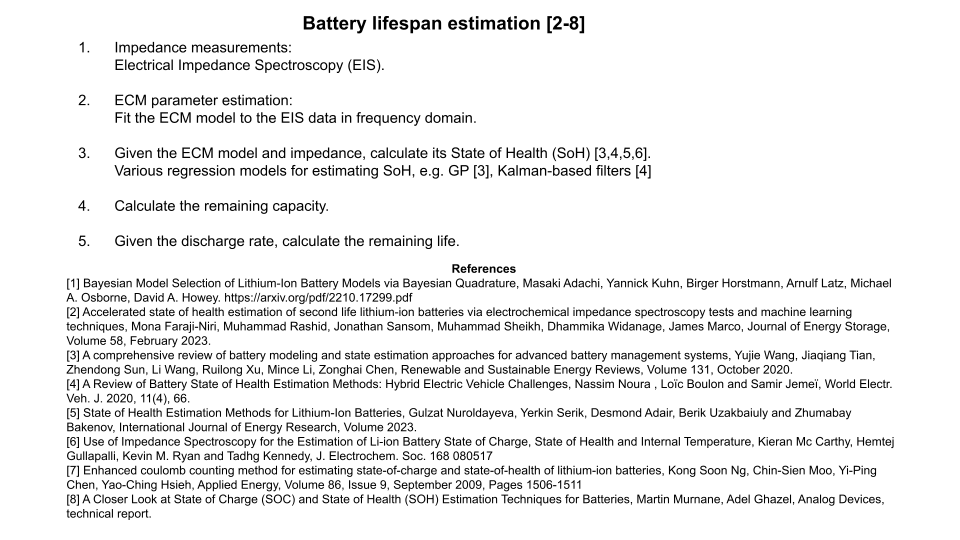 Battery lifespan estimation [2-8]
1. Impedance measurements:
Electrical Impedance Spectroscopy (EIS).
2. ECM parameter estimation:
Fit the ECM model to the EIS data in frequency domain.
3. Given the ECM model and impedance, calculate its State of Health (SoH) [3,4,5,6].
Various regression models for estimating SoH, e.g. GP [3], Kalman-based filters [4]
4. Calculate the remaining capacity.
5. Given the discharge rate, calculate the remaining life.
References
[1] Bayesian Model Selection of Lithium-Ion Battery Models via Bayesian Quadrature, Masaki Adachi, Yannick Kuhn, Birger Horstmann, Arnulf Latz, Michael
A. Osborne, David A. Howey. https://arxiv.org/pdf/2210.17299.pdf
[2] Accelerated state of health estimation of second life lithium-ion batteries via electrochemical impedance spectroscopy tests and machine learning
techniques, Mona Faraji-Niri, Muhammad Rashid, Jonathan Sansom, Muhammad Sheikh, Dhammika Widanage, James Marco, Journal of Energy Storage,
Volume 58, February 2023.
[3] A comprehensive review of battery modeling and state estimation approaches for advanced battery management systems, Yujie Wang, Jiaqiang Tian,
Zhendong Sun, Li Wang, Ruilong Xu, Mince Li, Zonghai Chen, Renewable and Sustainable Energy Reviews, Volume 131, October 2020.
[4] A Review of Battery State of Health Estimation Methods: Hybrid Electric Vehicle Challenges, Nassim Noura , Loïc Boulon and Samir Jemeï, World Electr.
Veh. J. 2020, 11(4), 66.
[5] State of Health Estimation Methods for Lithium-Ion Batteries, Gulzat Nuroldayeva, Yerkin Serik, Desmond Adair, Berik Uzakbaiuly and Zhumabay
Bakenov, International Journal of Energy Research, Volume 2023.
[6] Use of Impedance Spectroscopy for the Estimation of Li-ion Battery State of Charge, State of Health and Internal Temperature, Kieran Mc Carthy, Hemtej
Gullapalli, Kevin M. Ryan and Tadhg Kennedy, J. Electrochem. Soc. 168 080517
[7] Enhanced coulomb counting method for estimating state-of-charge and state-of-health of lithium-ion batteries, Kong Soon Ng, Chin-Sien Moo, Yi-Ping
Chen, Yao-Ching Hsieh, Applied Energy, Volume 86, Issue 9, September 2009, Pages 1506-1511
[8] A Closer Look at State of Charge (SOC) and State of Health (SOH) Estimation Techniques for Batteries, Martin Murnane, Adel Ghazel, Analog Devices,
technical report.